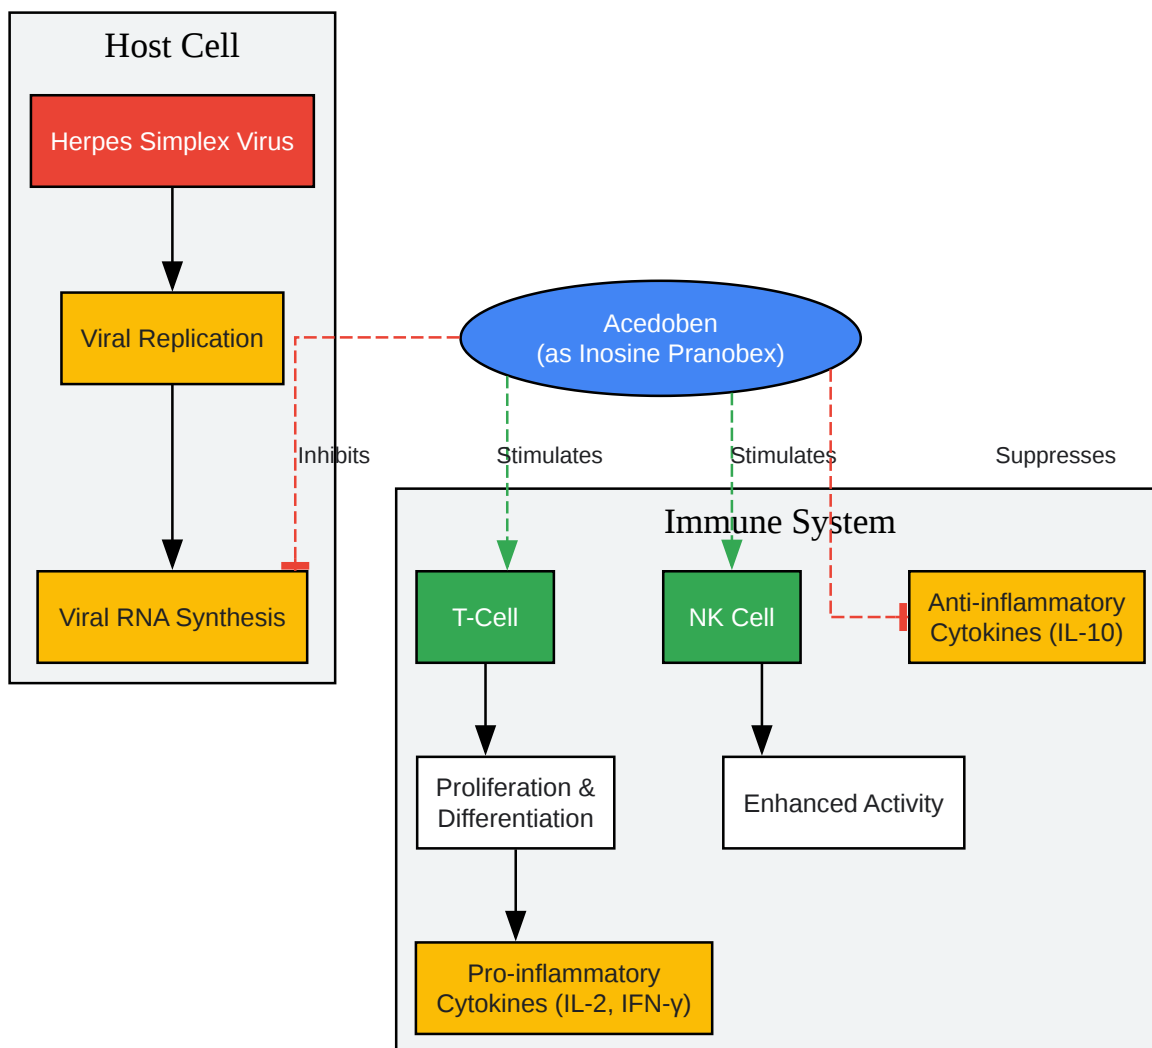 Host Cell
Herpes Simplex Virus
Viral Replication
Acedoben
(as Inosine Pranobex)
Inhibits
Stimulates
Stimulates
Suppresses
Immune System
Viral RNA Synthesis
T-Cell
NK Cell
Anti-inflammatory
Cytokines (IL-10)
Proliferation &
Differentiation
Enhanced Activity
Pro-inflammatory
Cytokines (IL-2, IFN-γ)